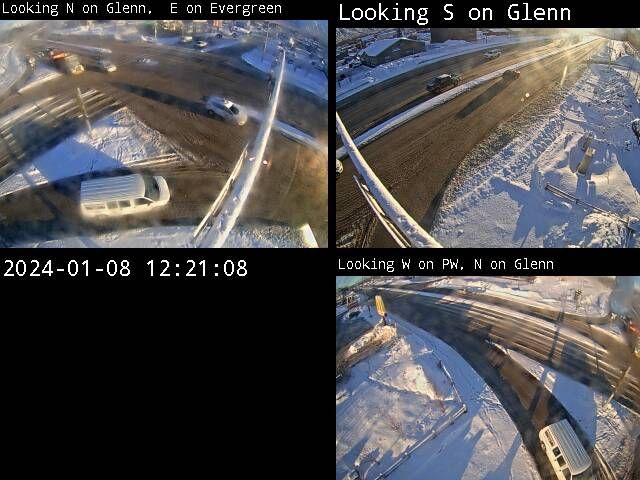 Looking N on Glenn,  E on Evergreen
Looking S on Glenn
2024-01-08 12:21:08
Looking W on PW, N on Glenn